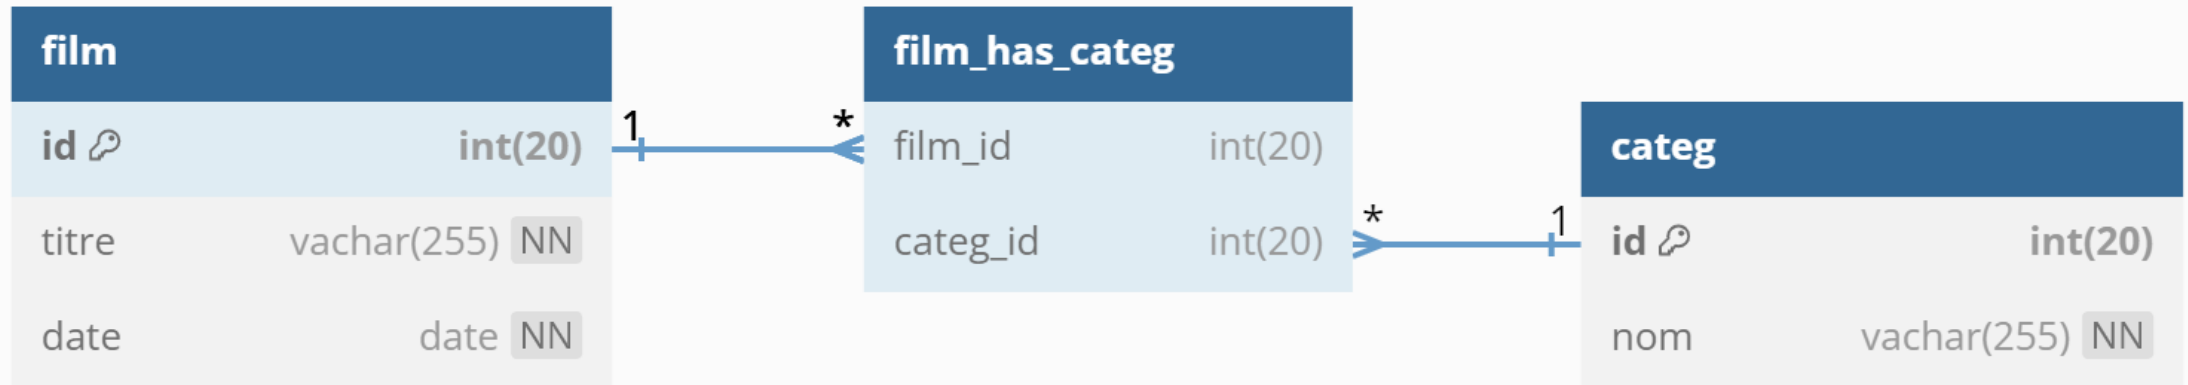 film
id int(20)
titre vachar(255) NN
date date NN
1 *
film_has_categ
film_id int(20)
categ_id int(20)
* 1
categ
id int(20)
nom vachar(255) NN